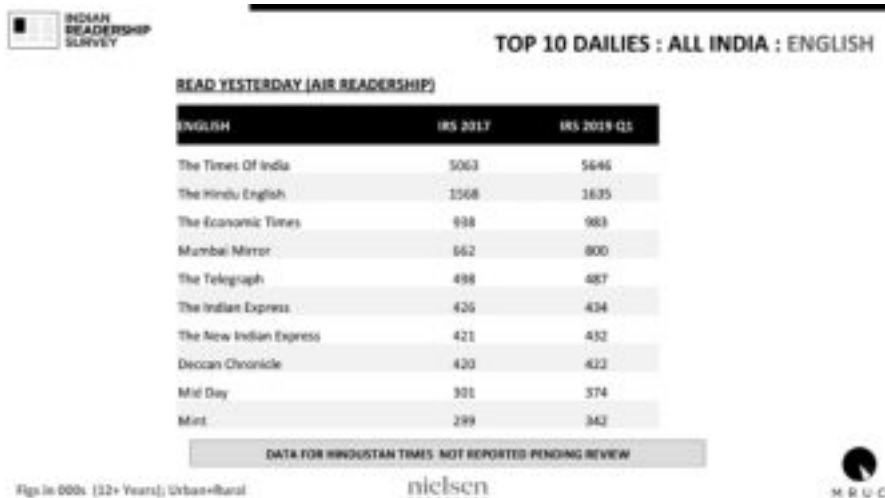 INDIAN
READERSHIP
SURVEY
TOP 10 DAILIES : ALL INDIA : ENGLISH
READ YESTERDAY (AIR READERSHIP)
ENGLISH IRS 2017 IRS 2019 Q1
The Times Of India 5063 5646
The Hindu English 1568 1635
The Economic Times 938 983
Mumbai Mirror 662 800
The Telegraph 498 487
The Indian Express 426 434
The New Indian Express 421 432
Deccan Chronicle 420 422
Mid Day 301 374
Mint 299 342
DATA FOR HINDUSTAN TIMES NOT REPORTED PENDING REVIEW
Figs in 000s (12+ Years); Urban+Rural
nielsen
MRUC